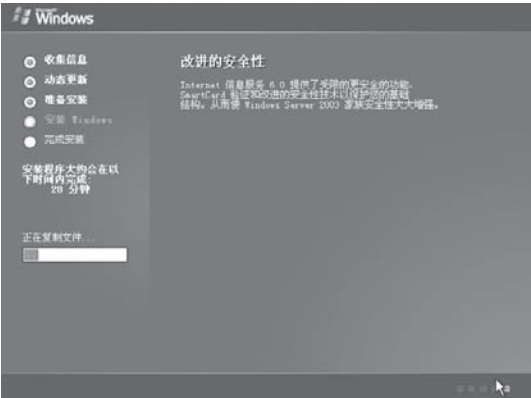 Microsoft
Windows
收集信息
动态更新
准备安装
安装 Windows
完成安装
安装程序大约会在以
下时间内完成:
28 分钟
正在复制文件...
改进的安全性
Internet 信息服务 6.0 提供了受限的更安全的功能。
SmartCard 验证和改进的安全性技术以保护您的基础
结构，从而使 Windows Server 2003 家族安全性大大增强。